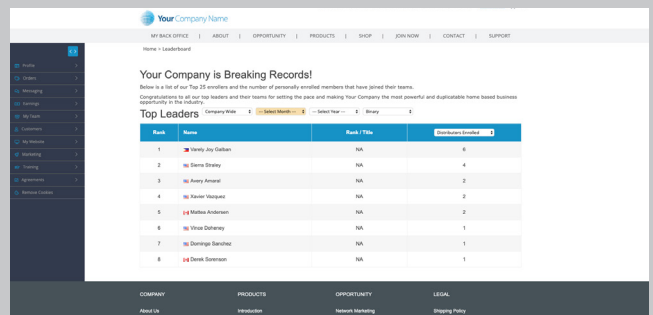 Your Company Name
MY BACK OFFICE | ABOUT | OPPORTUNITY | PRODUCTS | SHOP | JOIN NOW | CONTACT | SUPPORT
Home > Leaderboard
Profile
Orders
Messaging
Earnings
My Team
Customers
My Website
Marketing
Training
Agreements
Remove Cookies
Your Company is Breaking Records!
Below is a list of our Top 25 enrollers and the number of personally enrolled members that have joined their teams.
Congratulations to all our top leaders and their teams for setting the pace and making Your Company the most powerful and duplicatable home based business
opportunity in the industry.
Top Leaders Company Wide --- Select Month --- --- Select Year --- Binary
Rank Name Rank / Title Distributors Enrolled
1 Varely Joy Galban NA 6
2 Sierra Straley NA 4
3 Avery Amaral NA 2
4 Xavier Vazquez NA 2
5 Mattea Andersen NA 2
6 Virus Doheney NA 1
7 Domingo Sanchez NA 1
8 Derek Sorenson NA 1
COMPANY PRODUCTS OPPORTUNITY LEGAL
About Us Introduction Network Marketing Shipping Policy